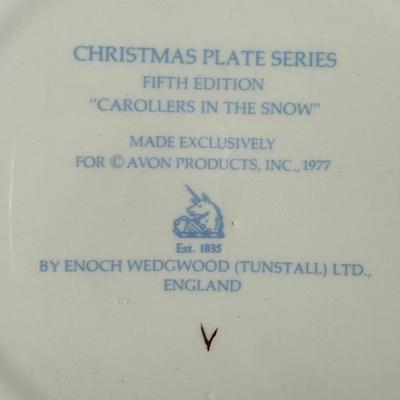 CHRISTMAS PLATE SERIES
FIFTH EDITION
"CAROLLERS IN THE SNOW"
MADE EXCLUSIVELY
FOR © AVON PRODUCTS, INC., 1977
Est. 1835
BY ENOCH WEDGWOOD (TUNSTALL) LTD.,
ENGLAND
V